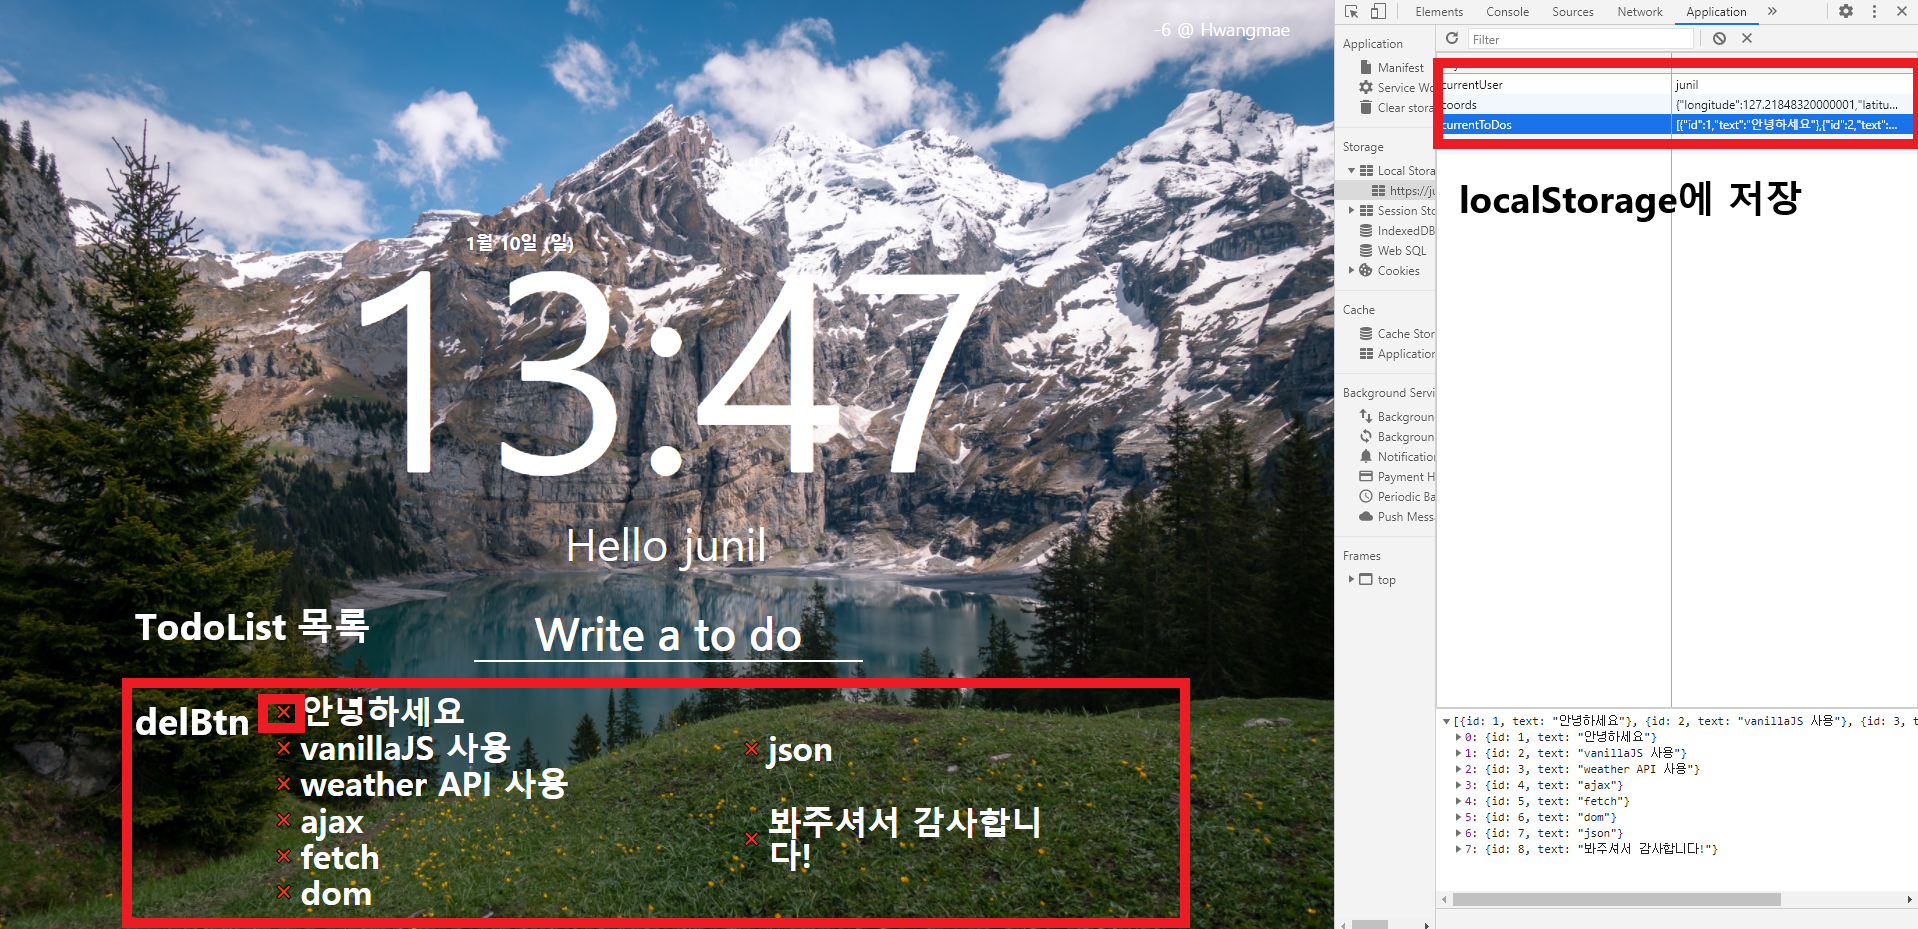 -6 @ Hwangmae
1월 10일 (일)
13:47
Hello junil
TodoList 목록
Write a to do
delBtn
안녕하세요
vanillaJS 사용
weather API 사용
ajax
fetch
dom
json
봐주셔서 감사합니
다!
Elements Console Sources Network Application »
Application
Manifest
Service Wo
Clear stora
Storage
Local Stora
https://ju
Session Sto
IndexedDB
Web SQL
Cookies
Cache
Cache Stor
Application
Background Servi
Backgroun
Backgroun
Notification
Payment H
Periodic Ba
Push Mess
Frames
top
Filter
currentUser junil
coords {"longitude":127.21848320000001,"latitu...
currentToDos [{"id":1,"text":"안녕하세요"},{"id":2,"text":...
localStorage에 저장
[{id: 1, text: "안녕하세요"}, {id: 2, text: "vanillaJS 사용"}, {id: 3, t
0: {id: 1, text: "안녕하세요"}
1: {id: 2, text: "vanillaJS 사용"}
2: {id: 3, text: "weather API 사용"}
3: {id: 4, text: "ajax"}
4: {id: 5, text: "fetch"}
5: {id: 6, text: "dom"}
6: {id: 7, text: "json"}
7: {id: 8, text: "봐주셔서 감사합니다!"}